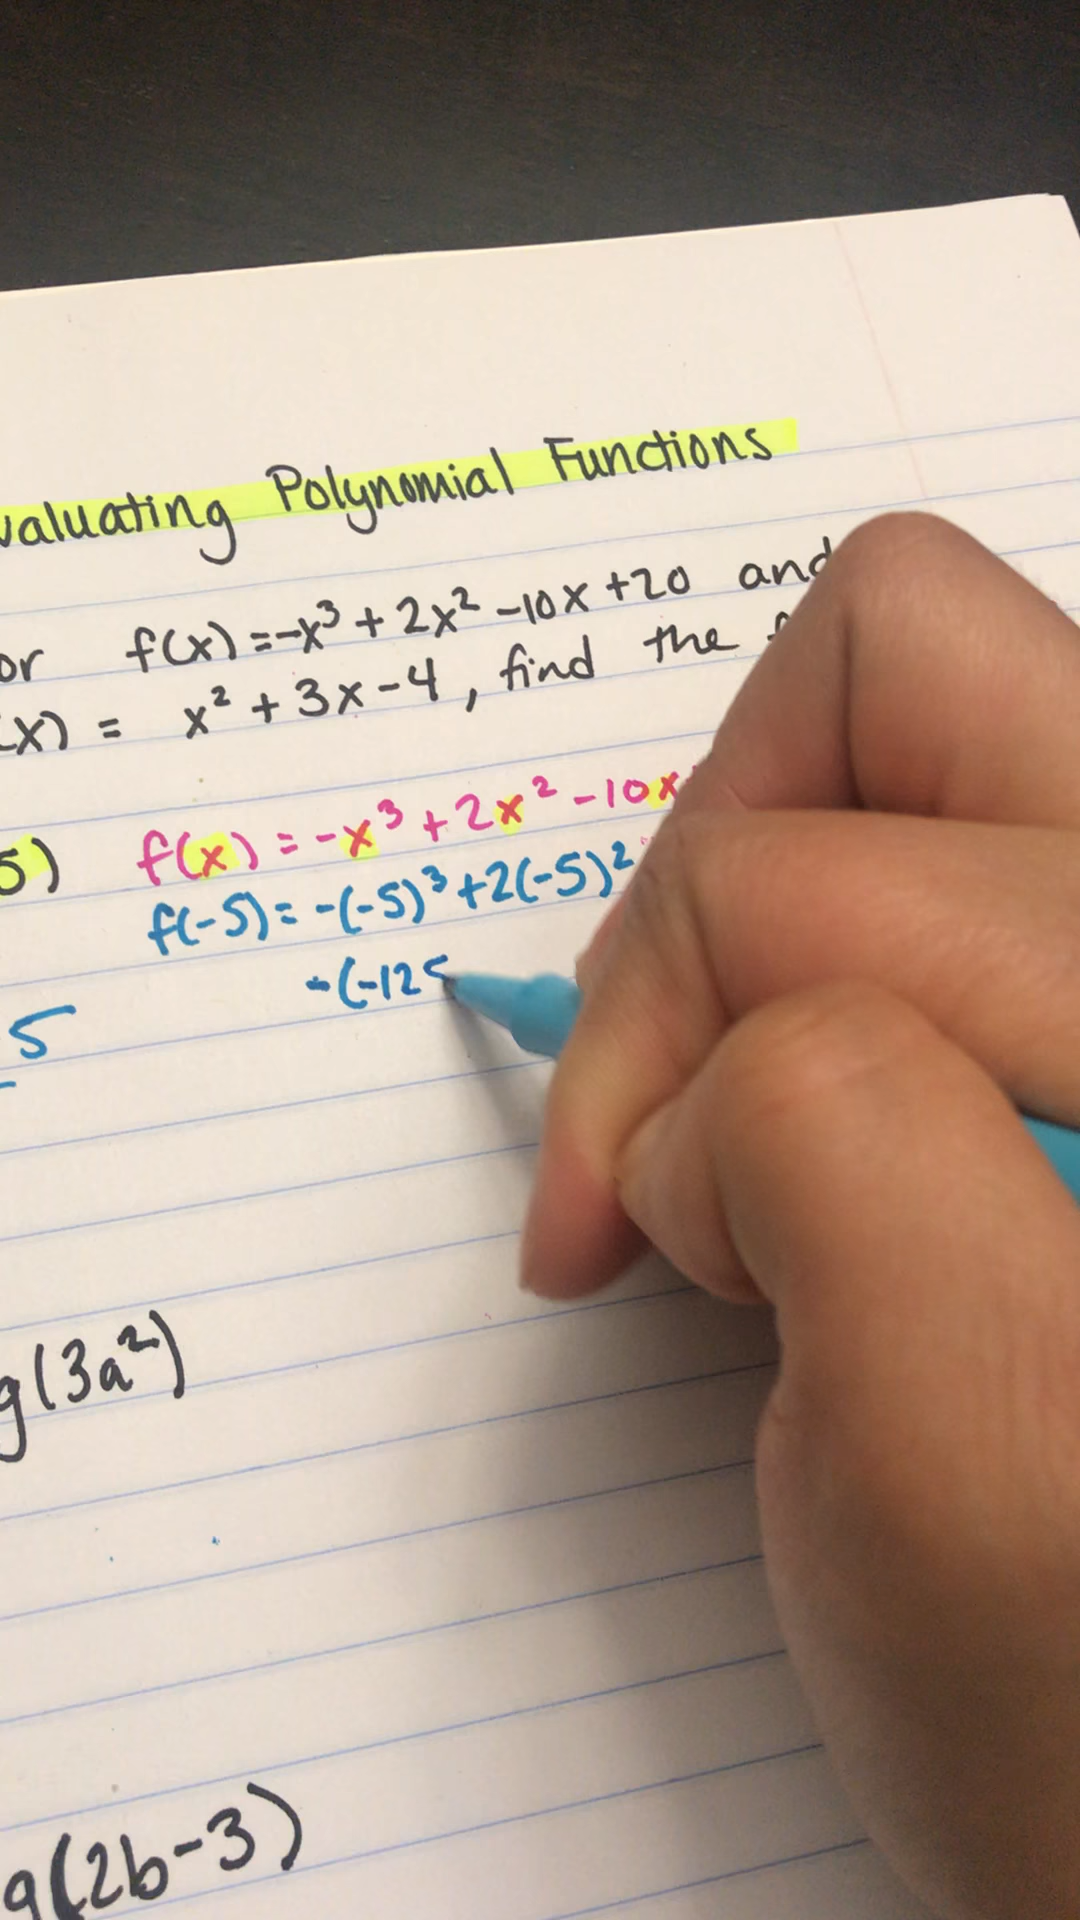 valuating Polynomial Functions
or f(x) = -x³ + 2x² - 10x + 20 and
(x) = x² + 3x - 4, find the
5) f(x) = -x³ + 2x² - 10x
f(-5) = -(-5)³ + 2(-5)²
-(-125
5
g(3a²)
g(2b-3)